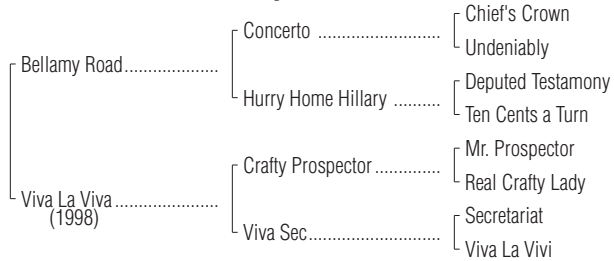 Chief's Crown
Concerto ..........................
Undeniably
Bellamy Road....................
Deputed Testamony
Hurry Home Hillary ..........
Ten Cents a Turn
Mr. Prospector
Crafty Prospector..............
Real Crafty Lady
Viva La Viva......................
(1998)
Secretariat
Viva Sec............................
Viva La Vivi